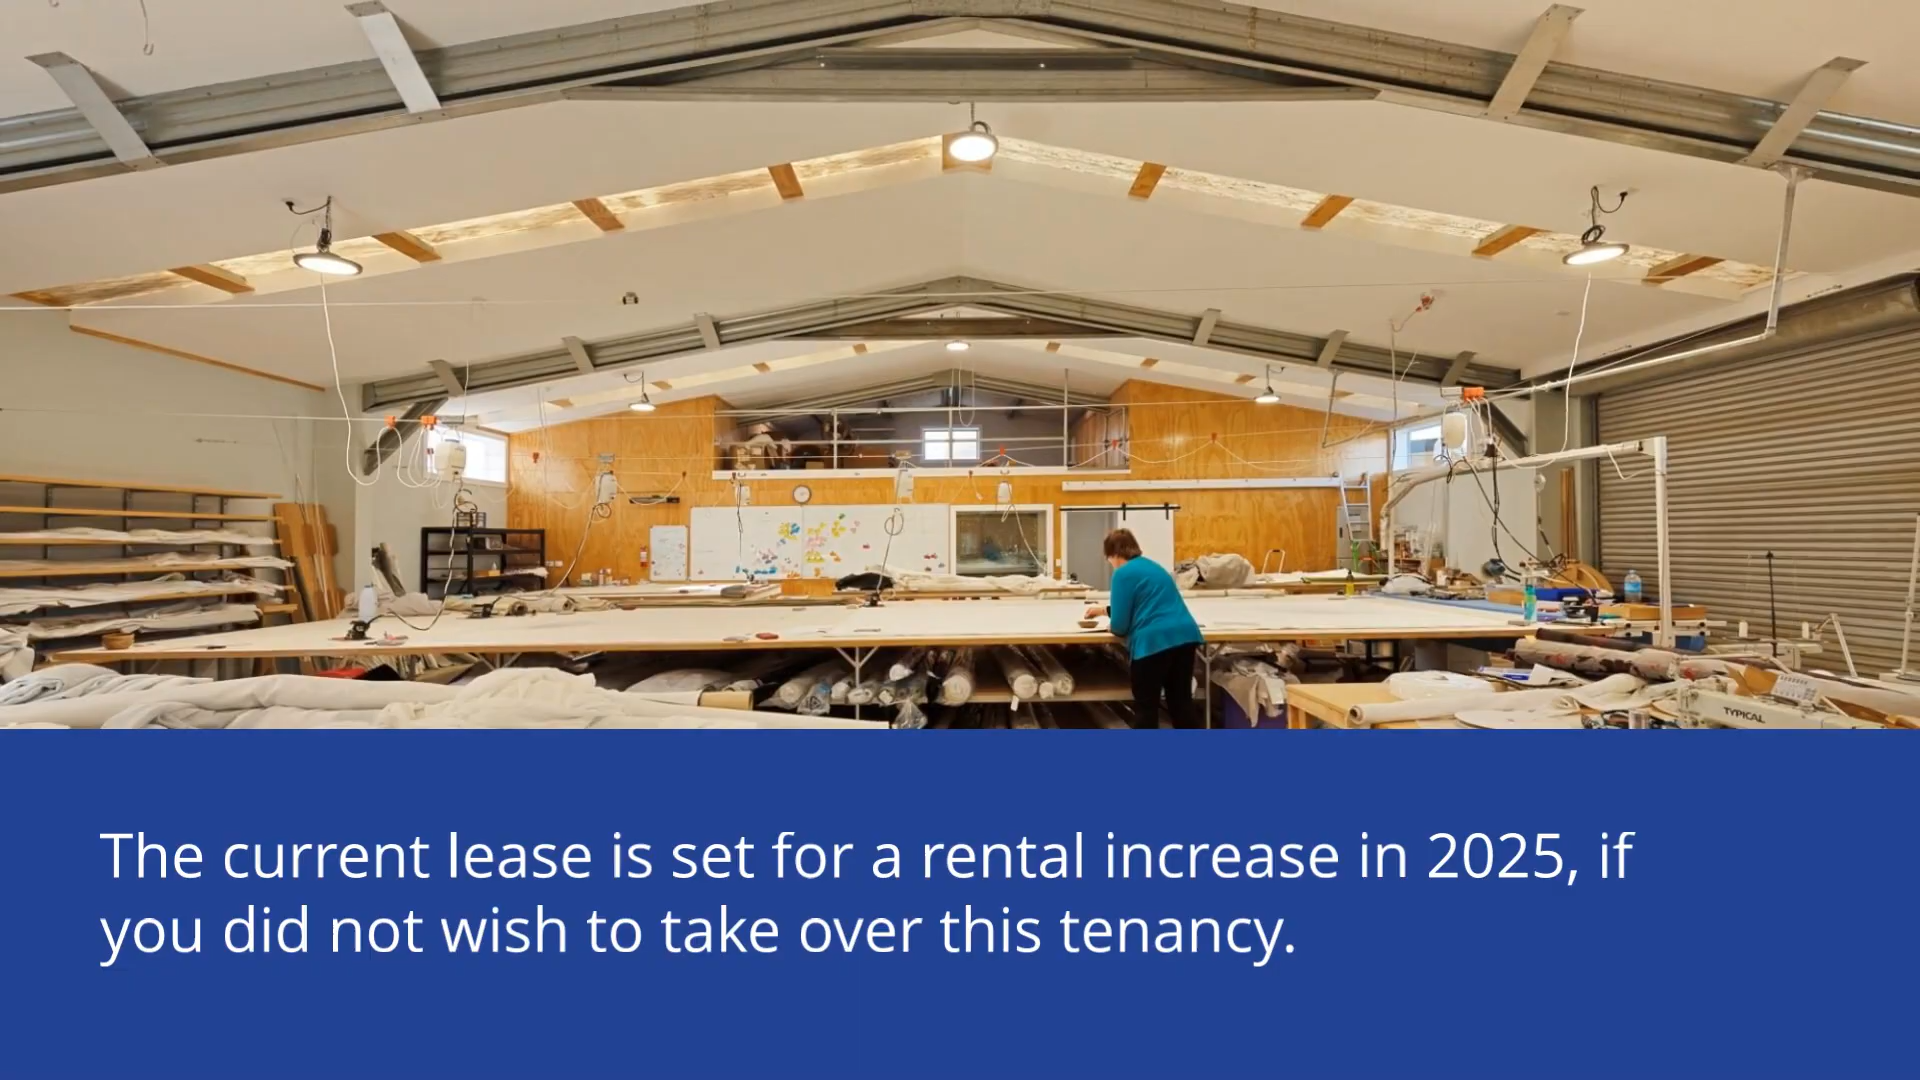 TYPICAL
The current lease is set for a rental increase in 2025, if
you did not wish to take over this tenancy.